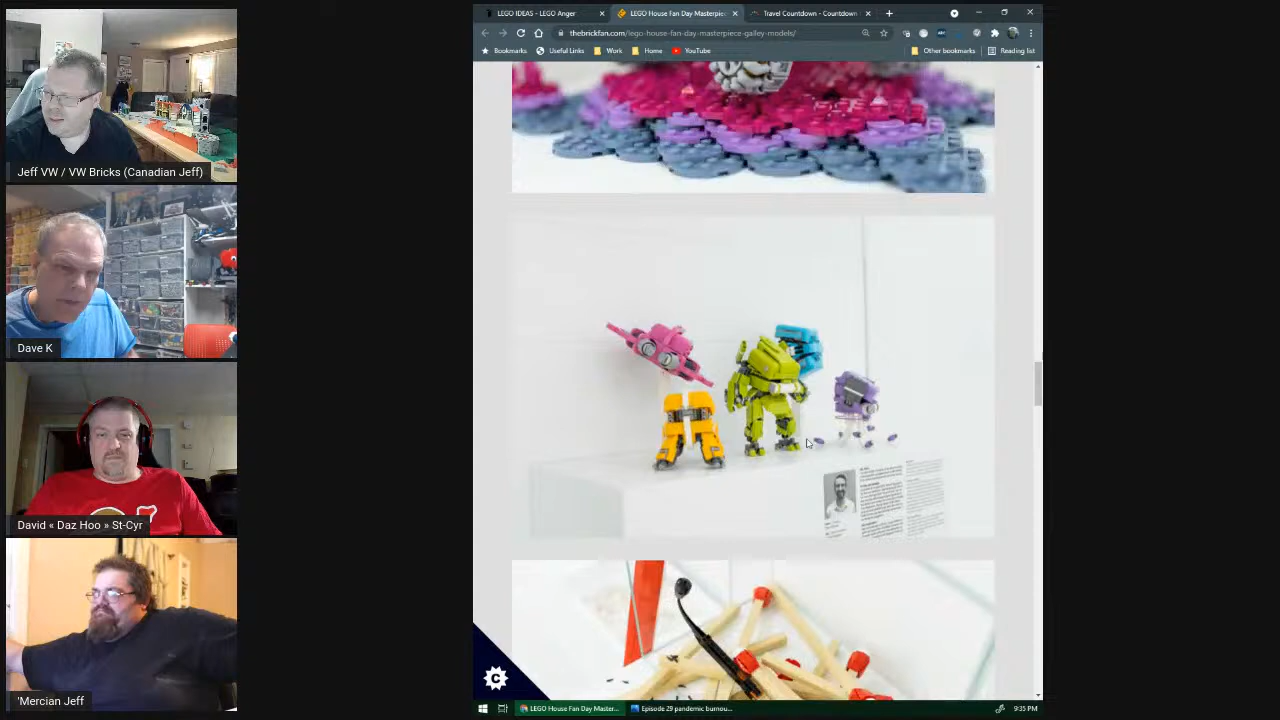 LEGO IDEAS - LEGO Anger
LEGO House Fan Day Masterpie
Travel Countdown - Countdown
thebrickfan.com/lego-house-fan-day-masterpiece-galley-models/
Bookmarks
Useful Links
Work
Home
YouTube
Other bookmarks
Reading list
Jeff VW / VW Bricks (Canadian Jeff)
Dave K
David « Daz Hoo » St-Cyr
'Mercian Jeff
C
LEGO House Fan Day Master...
Episode 29 pandemic burnou...
9:35 PM